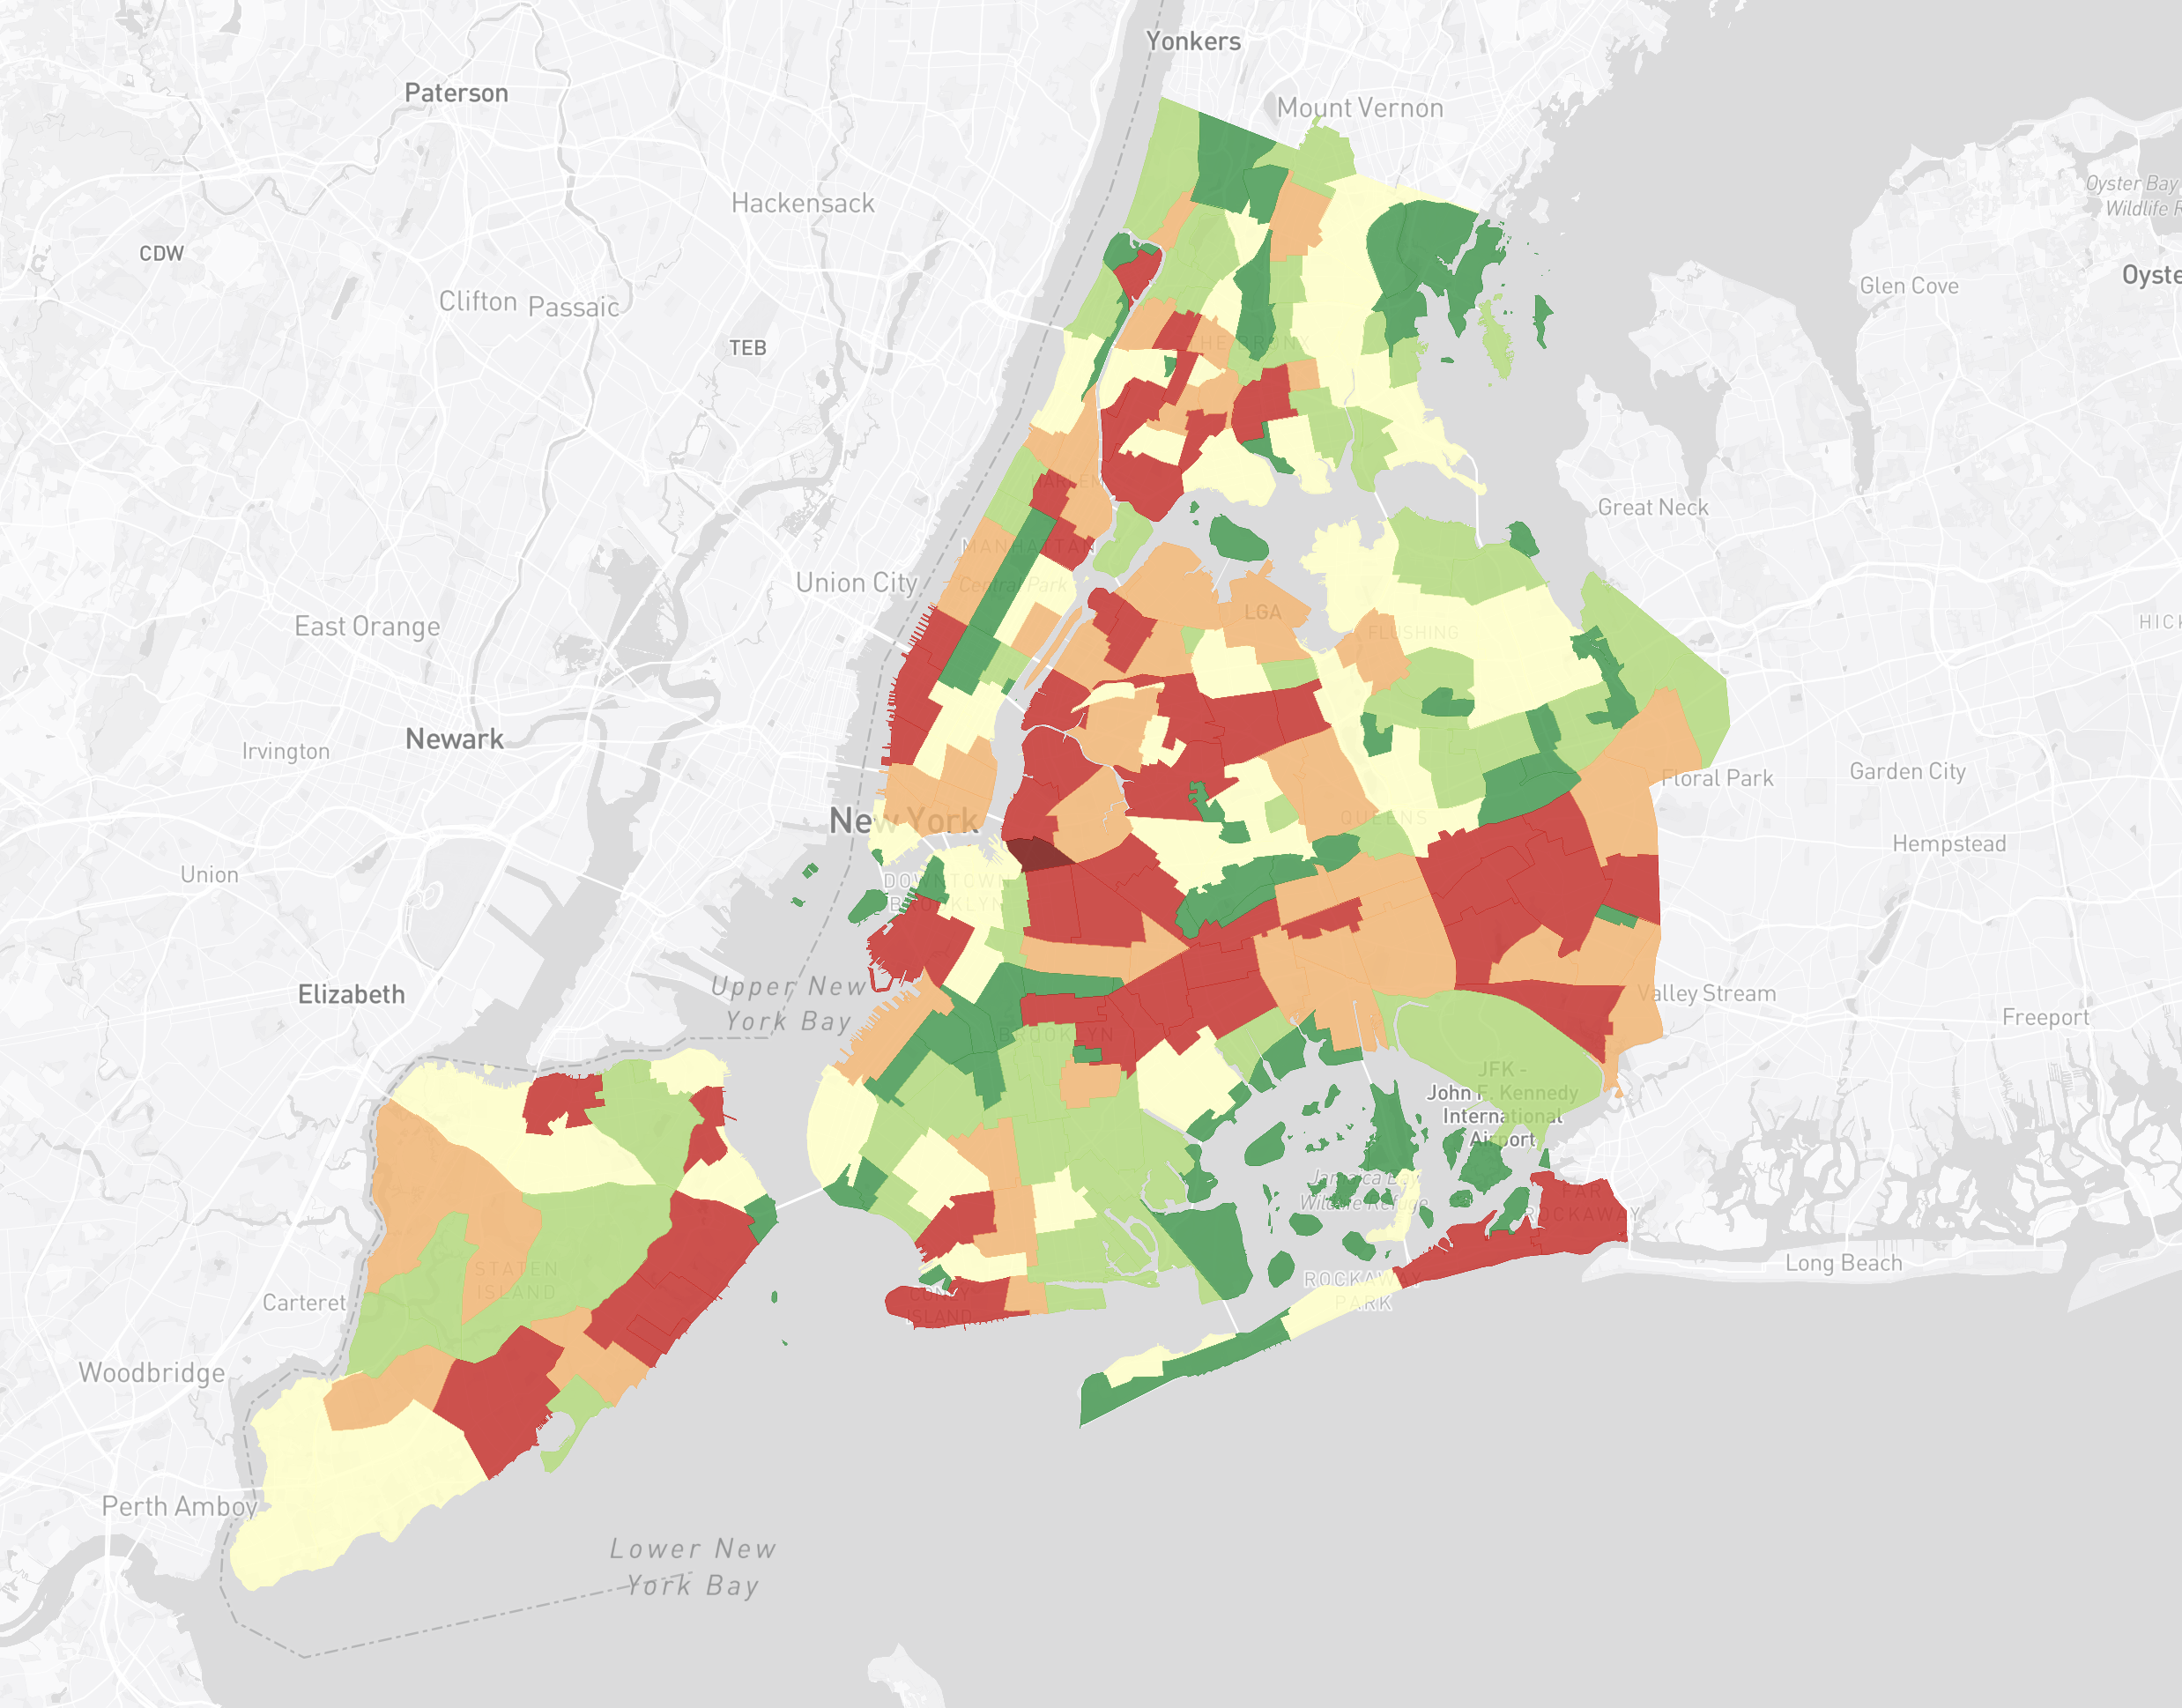 Yonkers
Paterson
Mount Vernon
Oyster Bay
Wildlife R
Hackensack
CDW
Oyste
Glen Cove
Clifton
Passaic
TEB
THE BRONX
HARLEM
Great Neck
MANHATTAN
Union City
Central Park
LGA
East Orange
FLUSHING
HICK
Newark
Irvington
Floral Park
Garden City
New York
QUEENS
Hempstead
Union
DOWNTOWN
BROOKLYN
Upper New
York Bay
Elizabeth
Valley Stream
Freeport
BROOKLYN
JFK -
John F. Kennedy
International
Airport
Jamaica Bay
Wildlife Refuge
FAR
ROCKAWAY
Long Beach
STATEN
ISLAND
ROCKAWAY
PARK
CONEY
ISLAND
Carteret
Woodbridge
Perth Amboy
Lower New
York Bay